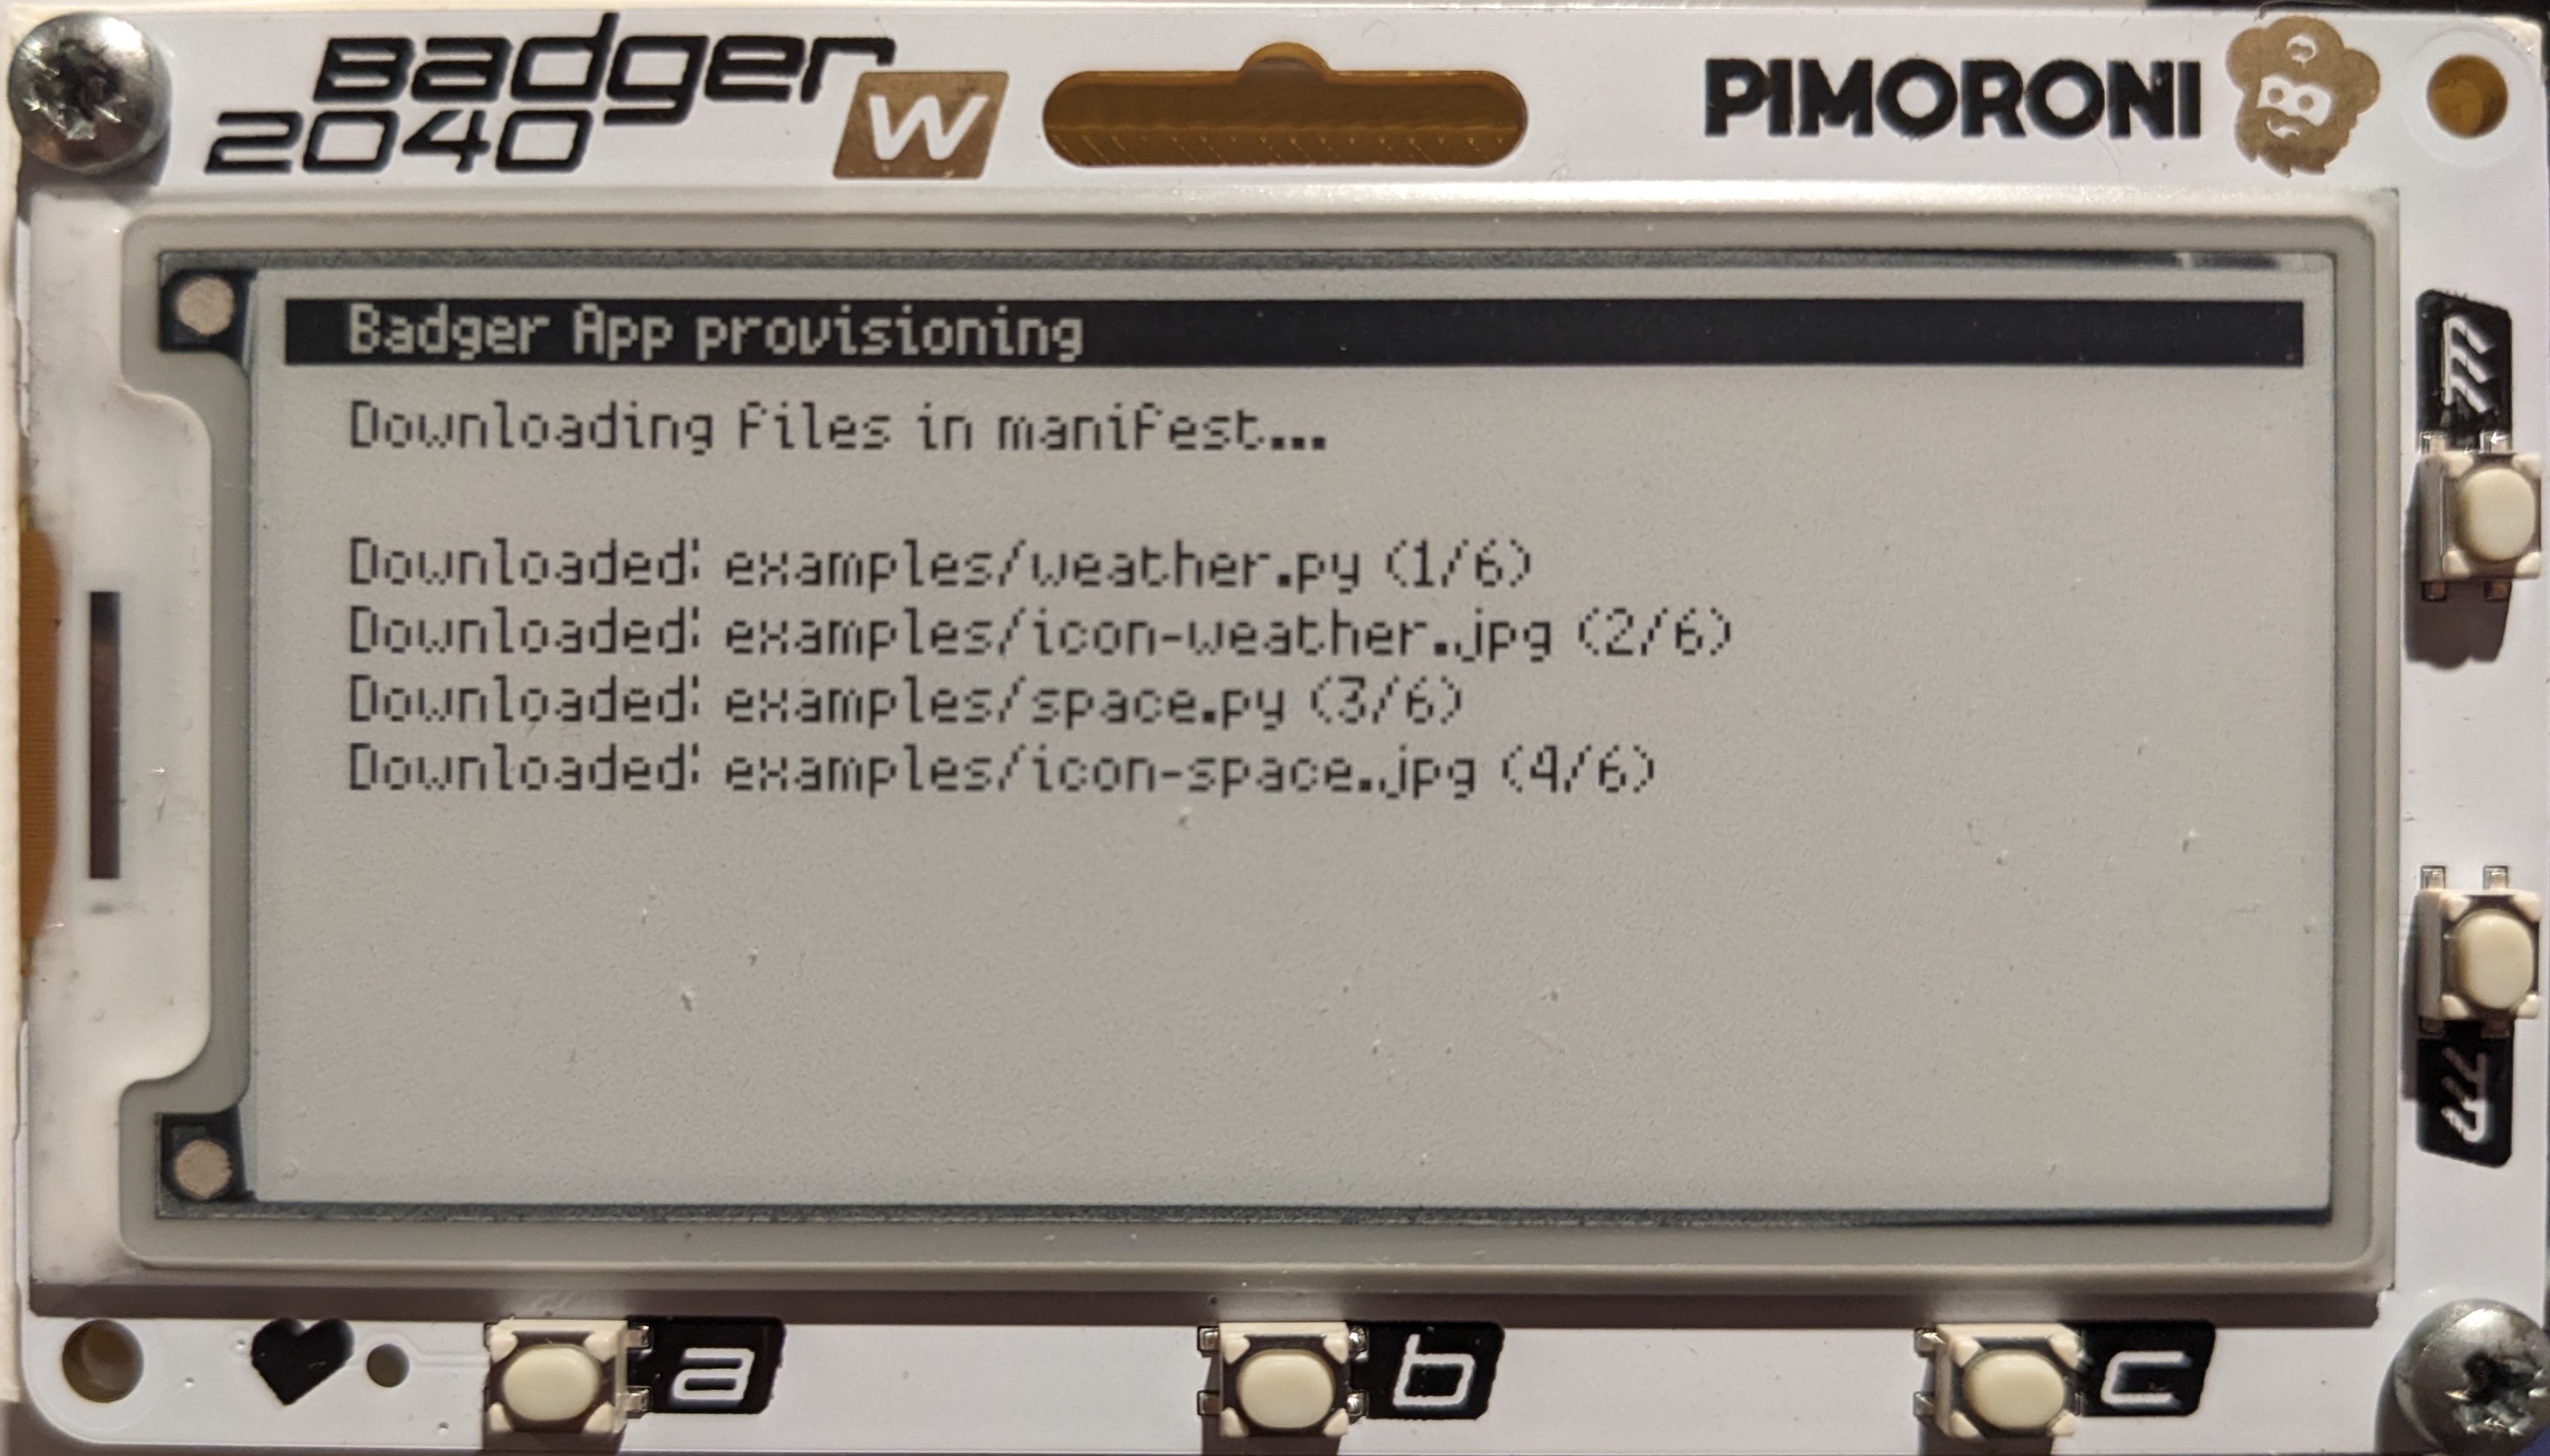 Badger
2040 W
PIMORONI
Badger App provisioning
Downloading files in manifest...
Downloaded: examples/weather.py (1/6)
Downloaded: examples/icon-weather.jpg (2/6)
Downloaded: examples/space.py (3/6)
Downloaded: examples/icon-space.jpg (4/6)
a
b
c